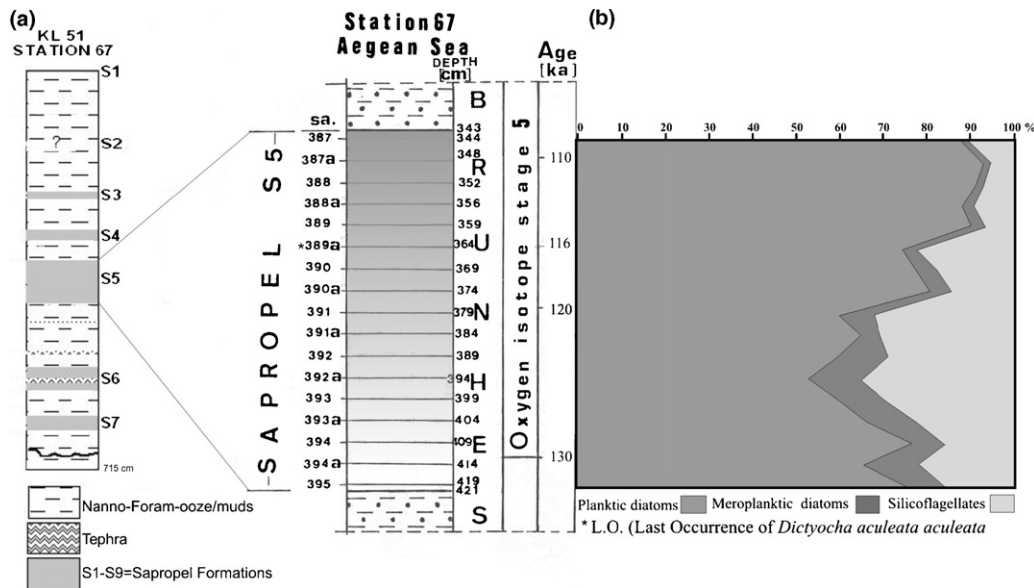 (a)
KL 51
STATION 67
S1
?
S2
S3
S4
S5
S6
S7
715 cm
Nanno-Foram-ooze/muds
Tephra
S1-S9=Sapropel Formations
Station 67
Aegean Sea
DEPTH
[cm]
sa.
SAPROPEL S5
387
387a
388
388a
389
*389a
390
390a
391
391a
392
392a
393
393a
394
394a
395
343
344
348
352
356
359
364
369
374
379
384
389
394
399
404
409
414
419
421
BRUNHES
Oxygen isotope stage 5
Age
[ka]
110
116
120
130
(b)
0 10 20 30 40 50 60 70 80 90 100 %
Planktic diatoms Meroplanktic diatoms Silicoflagellates
* L.O. (Last Occurrence of Dictyocha aculeata aculeata